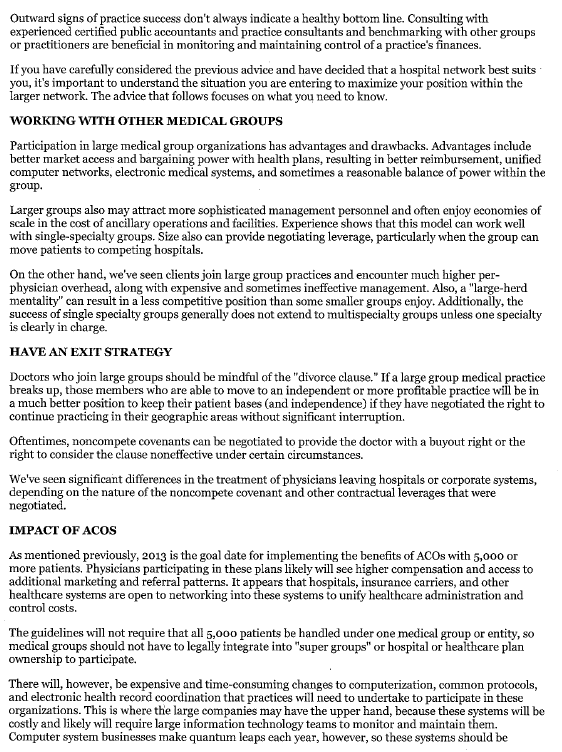 Outward signs of practice success don't always indicate a healthy bottom line. Consulting with
experienced certified public accountants and practice consultants and benchmarking with other groups
or practitioners are beneficial in monitoring and maintaining control of a practice's finances.
If you have carefully considered the previous advice and have decided that a hospital network best suits
you, it's important to understand the situation you are entering to maximize your position within the
larger network. The advice that follows focuses on what you need to know.
WORKING WITH OTHER MEDICAL GROUPS
Participation in large medical group organizations has advantages and drawbacks. Advantages include
better market access and bargaining power with health plans, resulting in better reimbursement, unified
computer networks, electronic medical systems, and sometimes a reasonable balance of power within the
group.
Larger groups also may attract more sophisticated management personnel and often enjoy economies of
scale in the cost of ancillary operations and facilities. Experience shows that this model can work well
with single-specialty groups. Size also can provide negotiating leverage, particularly when the group can
move patients to competing hospitals.
On the other hand, we've seen clients join large group practices and encounter much higher per-
physician overhead, along with expensive and sometimes ineffective management. Also, a "large-herd
mentality" can result in a less competitive position than some smaller groups enjoy. Additionally, the
success of single specialty groups generally does not extend to multispecialty groups unless one specialty
is clearly in charge.
HAVE AN EXIT STRATEGY
Doctors who join large groups should be mindful of the "divorce clause." If a large group medical practice
breaks up, those members who are able to move to an independent or more profitable practice will be in
a much better position to keep their patient bases (and independence) if they have negotiated the right to
continue practicing in their geographic areas without significant interruption.
Oftentimes, noncompete covenants can be negotiated to provide the doctor with a buyout right or the
right to consider the clause noneffective under certain circumstances.
We've seen significant differences in the treatment of physicians leaving hospitals or corporate systems,
depending on the nature of the noncompete covenant and other contractual leverages that were
negotiated.
IMPACT OF ACOS
As mentioned previously, 2013 is the goal date for implementing the benefits of ACOs with 5,000 or
more patients. Physicians participating in these plans likely will see higher compensation and access to
additional marketing and referral patterns. It appears that hospitals, insurance carriers, and other
healthcare systems are open to networking into these systems to unify healthcare administration and
control costs.
The guidelines will not require that all 5,000 patients be handled under one medical group or entity, so
medical groups should not have to legally integrate into "super groups" or hospital or healthcare plan
ownership to participate.
There will, however, be expensive and time-consuming changes to computerization, common protocols,
and electronic health record coordination that practices will need to undertake to participate in these
organizations. This is where the large companies may have the upper hand, because these systems will be
costly and likely will require large information technology teams to monitor and maintain them.
Computer system businesses make quantum leaps each year, however, so these systems should be